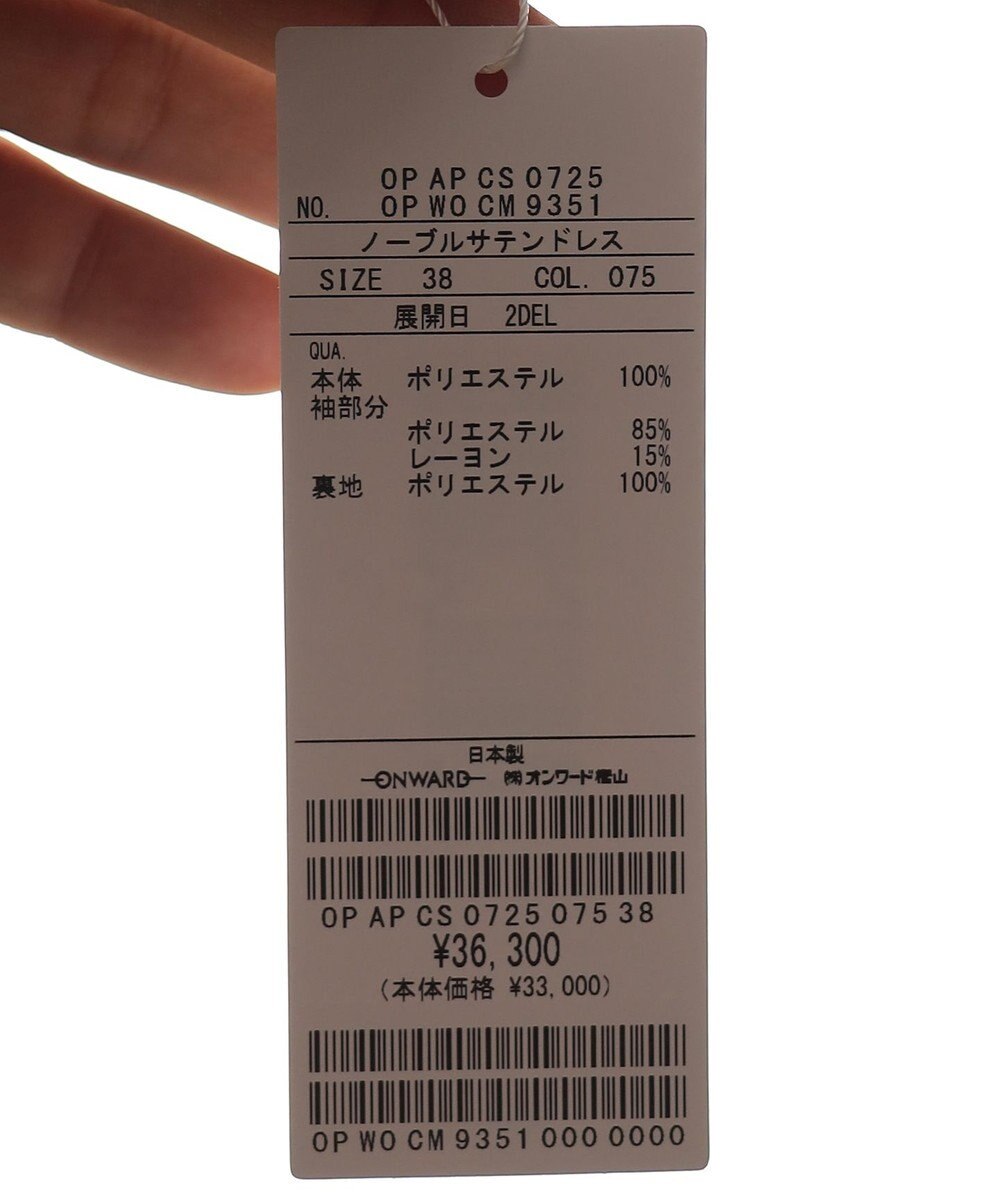 OP AP CS 0725
NO. OP WO CM 9351
ノーブルサテンドレス
SIZE 38 COL. 075
展開日 2DEL
QUA.
本体 ポリエステル 100%
袖部分
ポリエステル 85%
レーヨン 15%
裏地 ポリエステル 100%
日本製
ONWARD ㈱オンワード樫山
OP AP CS 0725 075 38
¥36,300
(本体価格 ¥33,000)
OP WO CM 9351 000 0000